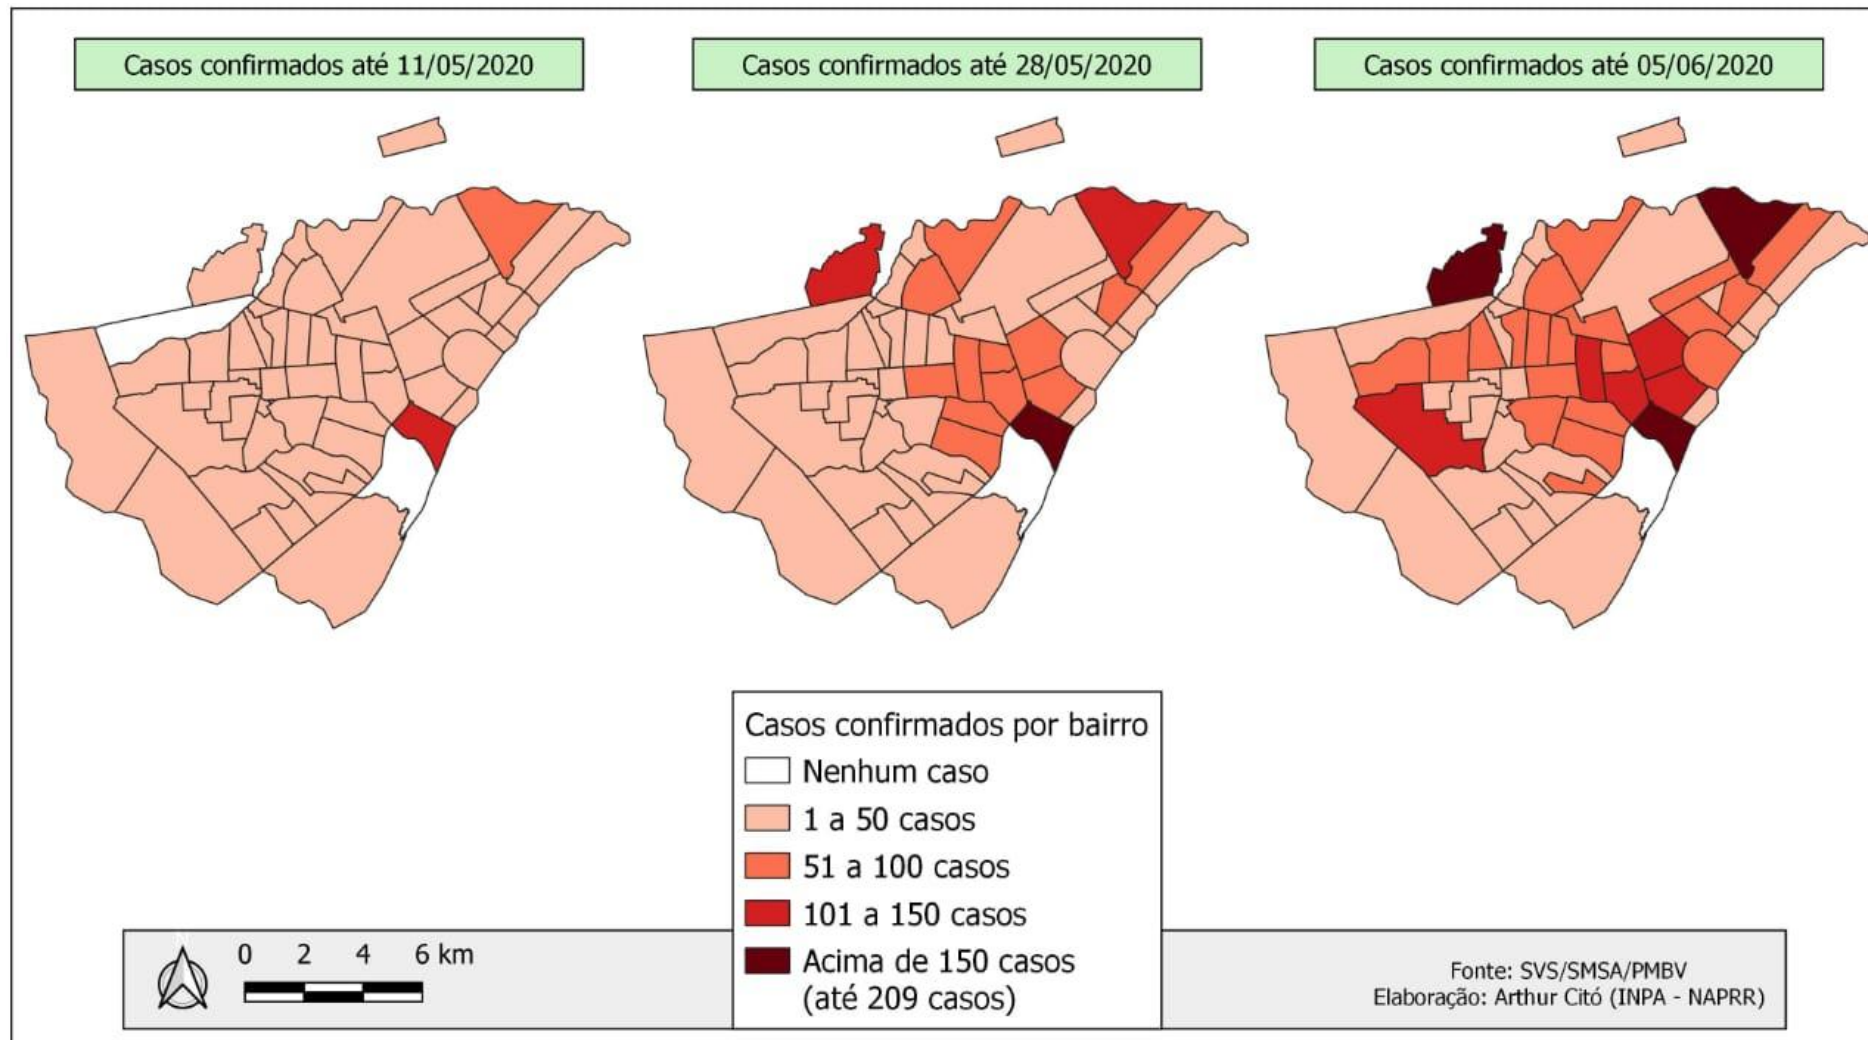 Casos confirmados até 11/05/2020
Casos confirmados até 28/05/2020
Casos confirmados até 05/06/2020
Casos confirmados por bairro
Nenhum caso
1 a 50 casos
51 a 100 casos
101 a 150 casos
Acima de 150 casos
(até 209 casos)
0 2 4 6 km
Fonte: SVS/SMSA/PMBV
Elaboração: Arthur Citó (INPA - NAPRR)